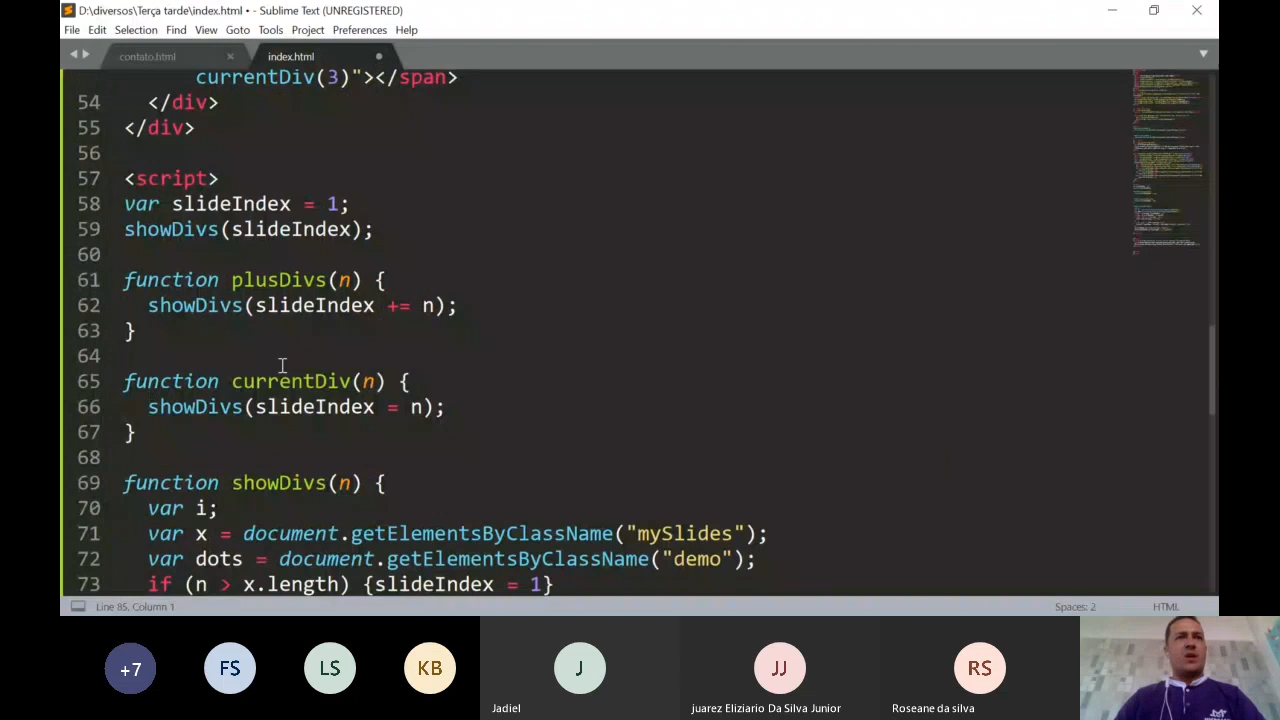 D:\diversos\Terça tarde\index.html • - Sublime Text (UNREGISTERED)
File Edit Selection Find View Goto Tools Project Preferences Help
contato.html index.html
currentDiv(3)"></span>
54 </div>
55 </div>
56
57 <script>
58 var slideIndex = 1;
59 showDivs(slideIndex);
60
61 function plusDivs(n) {
62 showDivs(slideIndex += n);
63 }
64
65 function currentDiv(n) {
66 showDivs(slideIndex = n);
67 }
68
69 function showDivs(n) {
70 var i;
71 var x = document.getElementsByClassName("mySlides");
72 var dots = document.getElementsByClassName("demo");
73 if (n > x.length) {slideIndex = 1}
Line 85, Column 1 Spaces: 2 HTML
+7 FS LS KB J JJ RS
Jadiel juarez Eliziario Da Silva Junior Roseane da silva